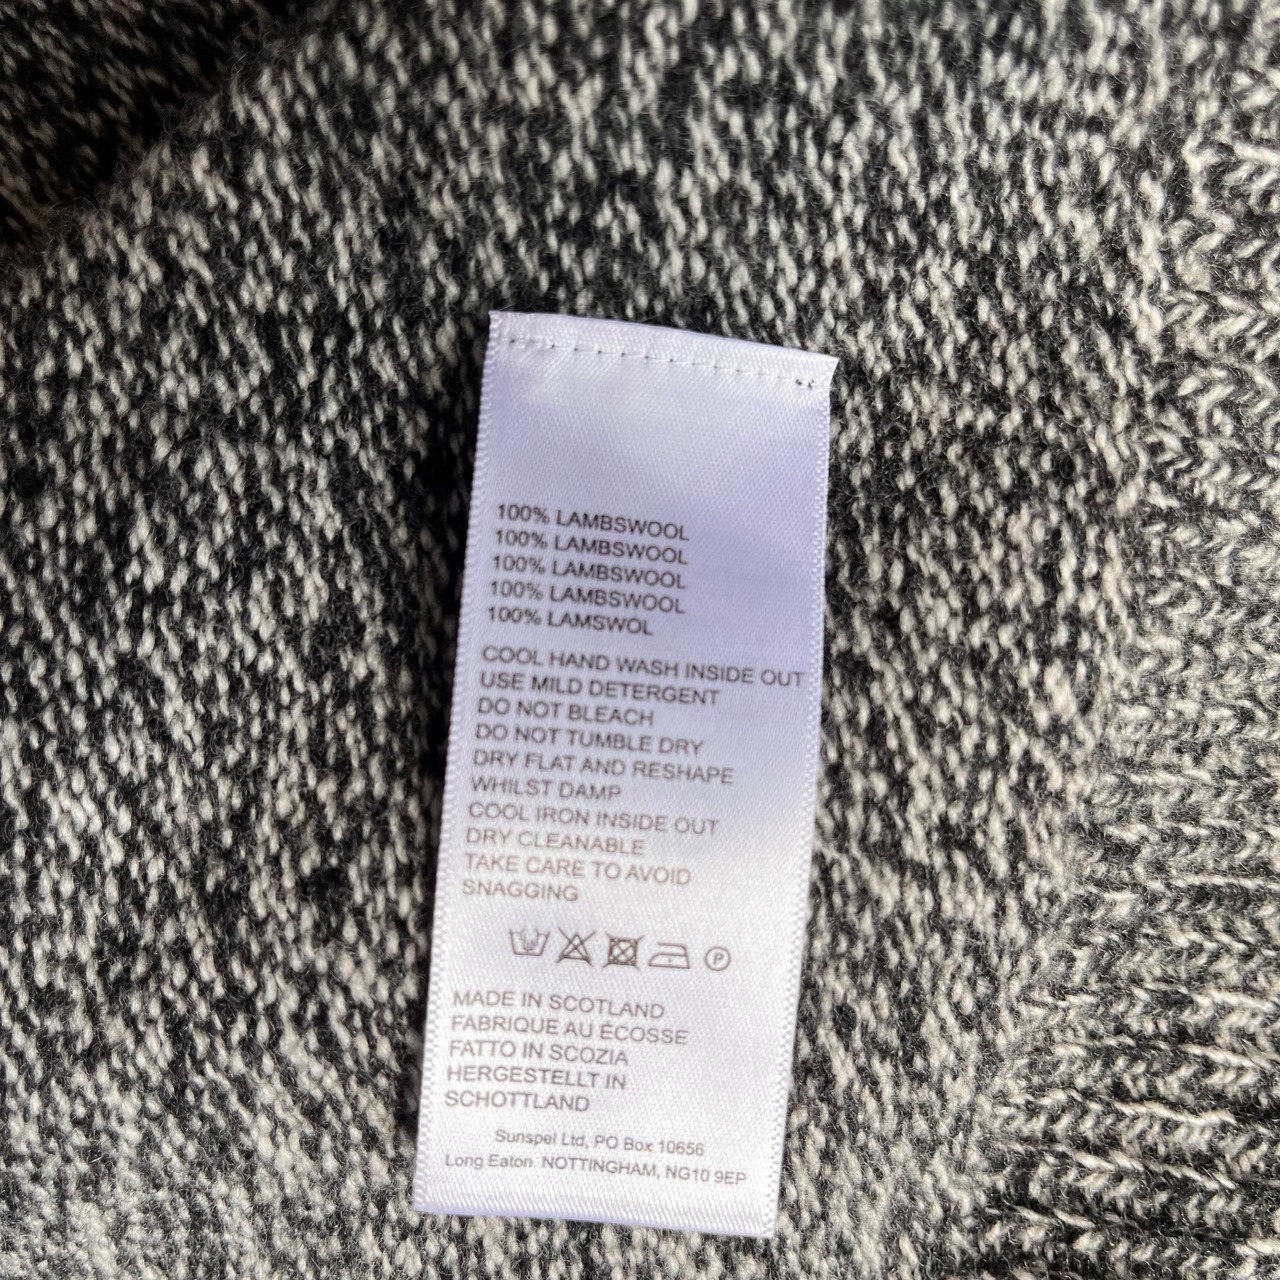 100% LAMBSWOOL
100% LAMBSWOOL
100% LAMBSWOOL
100% LAMBSWOOL
100% LAMSWOL
COOL HAND WASH INSIDE OUT
USE MILD DETERGENT
DO NOT BLEACH
DO NOT TUMBLE DRY
DRY FLAT AND RESHAPE
WHILST DAMP
COOL IRON INSIDE OUT
DRY CLEANABLE
TAKE CARE TO AVOID
SNAGGING
P
MADE IN SCOTLAND
FABRIQUE AU ÉCOSSE
FATTO IN SCOZIA
HERGESTELLT IN
SCHOTTLAND
Sunspel Ltd, PO Box 10656
Long Eaton NOTTINGHAM, NG10 9EP